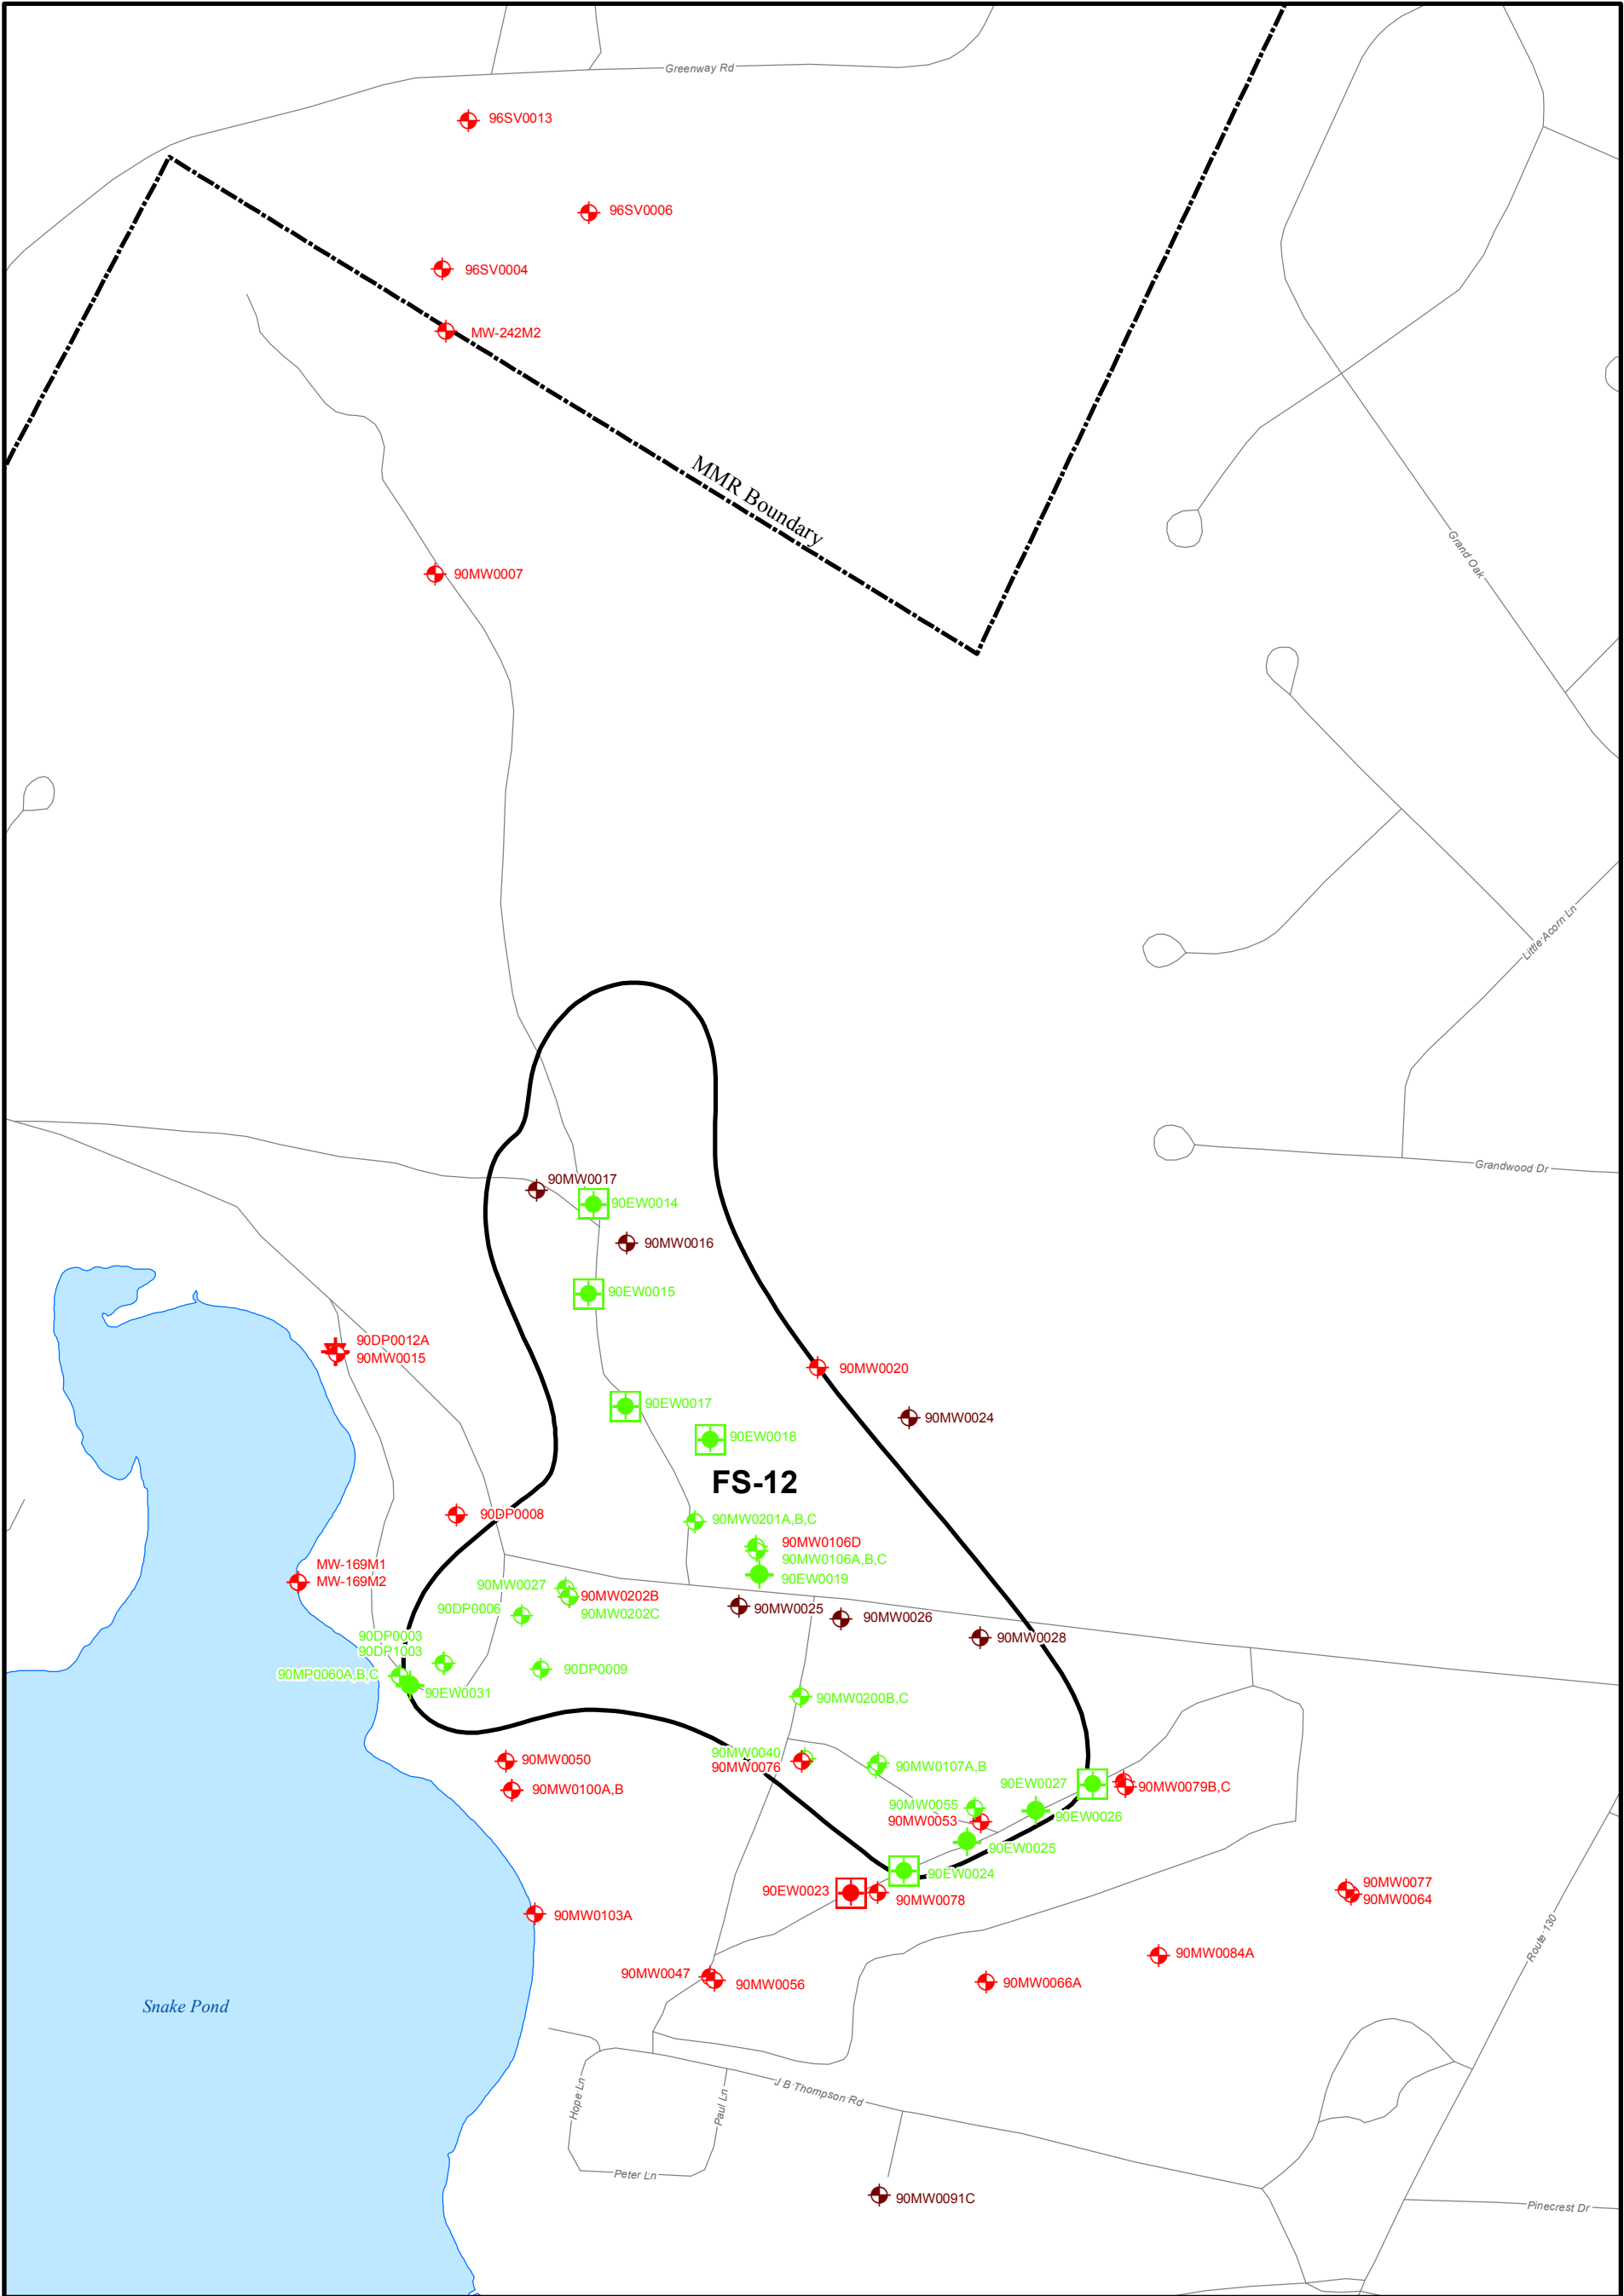 Greenway Rd
96SV0013
96SV0006
96SV0004
MW-242M2
MMR Boundary
90MW0007
Grand Oak
Little Acorn Ln
Grandwood Dr
90MW0017
90EW0014
90MW0016
90EW0015
90DP0012A
90MW0015
90MW0020
90EW0017
90MW0024
90EW0018
FS-12
90DP0008
90MW0201A,B,C
90MW0106D
90MW0106A,B,C
90EW0019
MW-169M1
MW-169M2
90MW0027
90MW0202B
90DP0006
90MW0202C
90MW0025
90MW0026
90DP0003
90DP1003
90MW0028
90MP0060A,B,C
90DP0009
90EW0031
90MW0200B,C
90MW0040
90MW0076
90MW0050
90MW0107A,B
90MW0100A,B
90EW0027
90MW0079B,C
90MW0055
90MW0053
90EW0026
90EW0025
90EW0024
90EW0023
90MW0078
90MW0077
90MW0064
90MW0103A
Route 130
90MW0084A
90MW0047
90MW0056
90MW0066A
Snake Pond
Hope Ln
Paul Ln
J B Thompson Rd
Peter Ln
90MW0091C
Pinecrest Dr